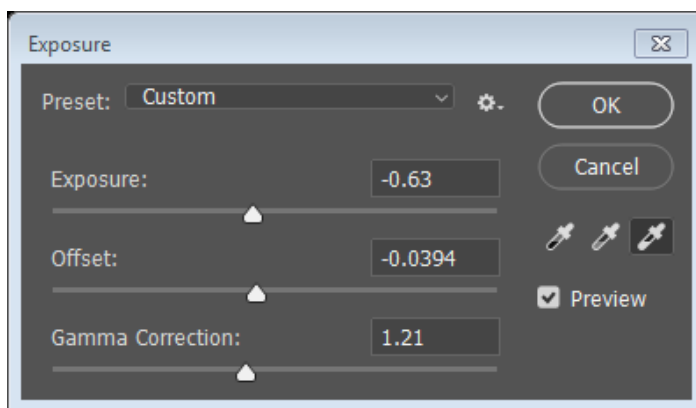 Exposure
Preset: Custom
OK
Cancel
Exposure: -0.63
Offset: -0.0394
Preview
Gamma Correction: 1.21